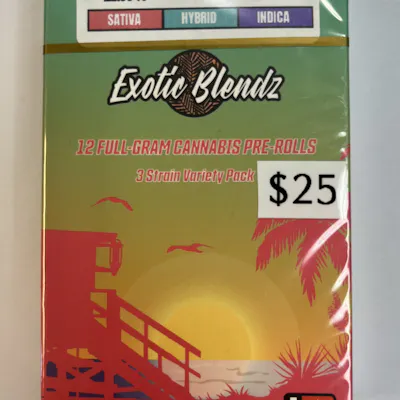 SATIVA HYBRID INDICA
Exotic Blendz
12 FULL-GRAM CANNABIS PRE-ROLLS
3 Strain Variety Pack
$25